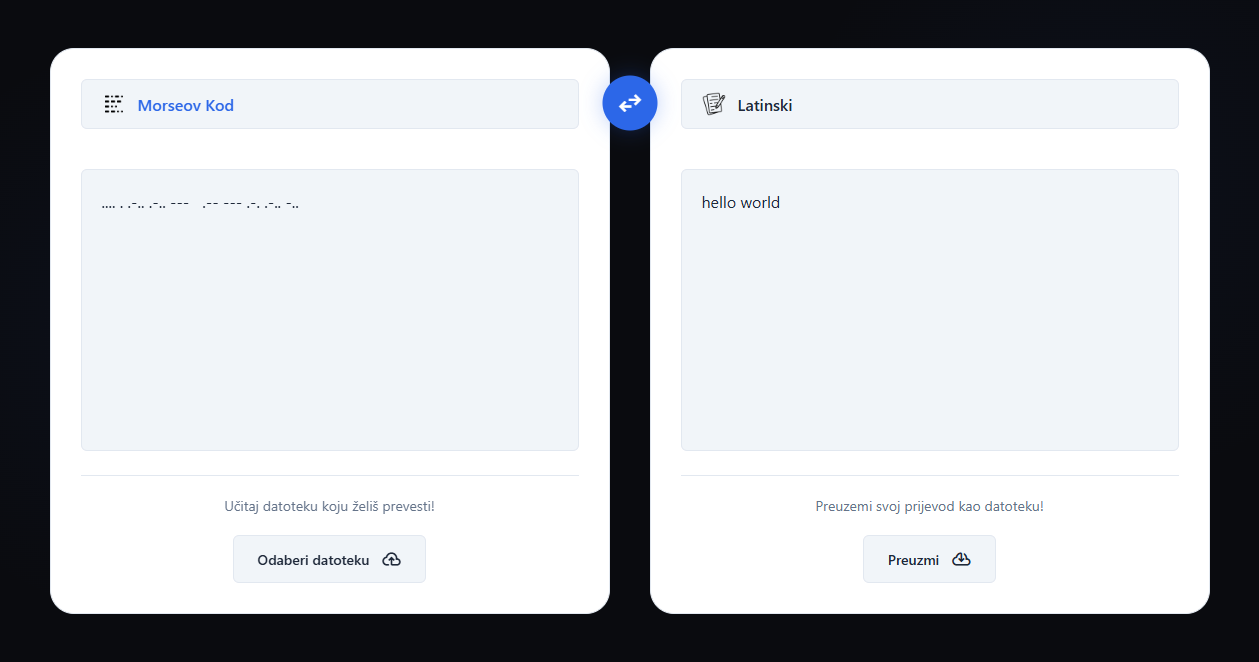 Morseov Kod
.... . .-.. .-.. ---   .-- --- .-. .-.. -..
Učitaj datoteku koju želiš prevesti!
Odaberi datoteku
Latinski
hello world
Preuzemi svoj prijevod kao datoteku!
Preuzmi